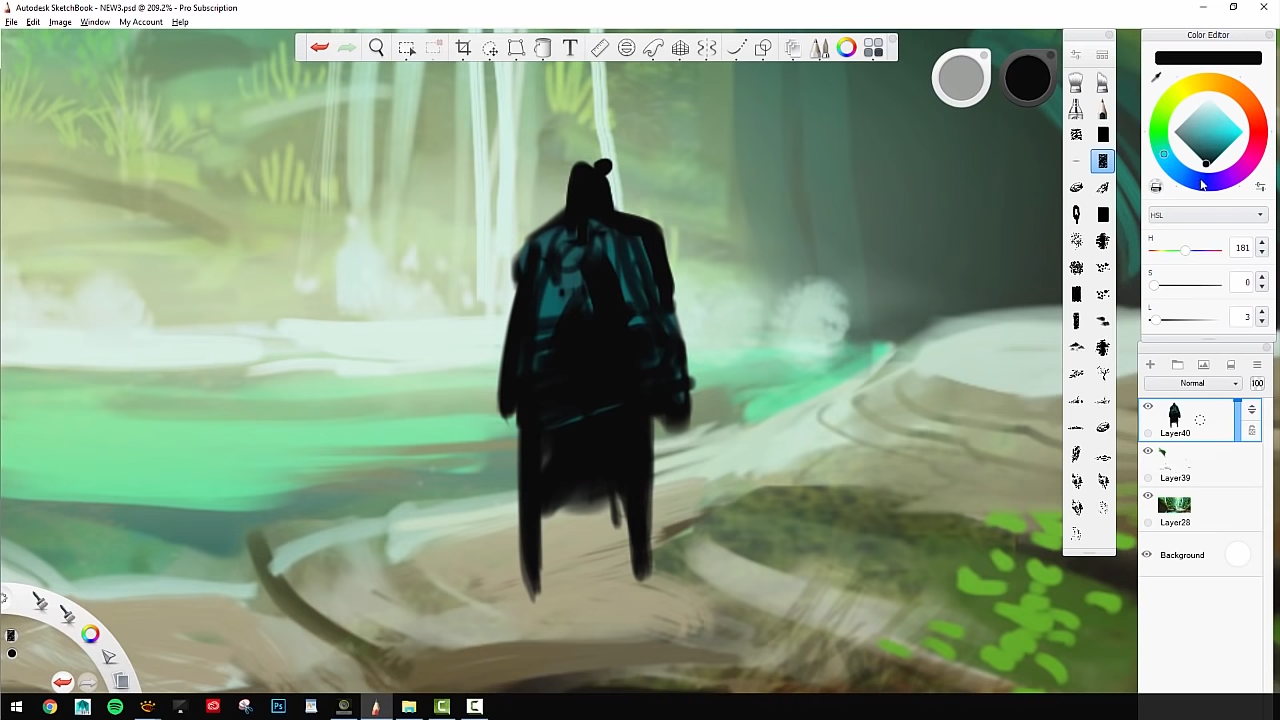 Autodesk SketchBook - NEW3.psd @ 209.2% - Pro Subscription
File Edit Image Window My Account Help
T
Color Editor
HSL
H 181
S 0
L 3
Normal 100
Layer40
Layer39
Layer28
Background
Ps